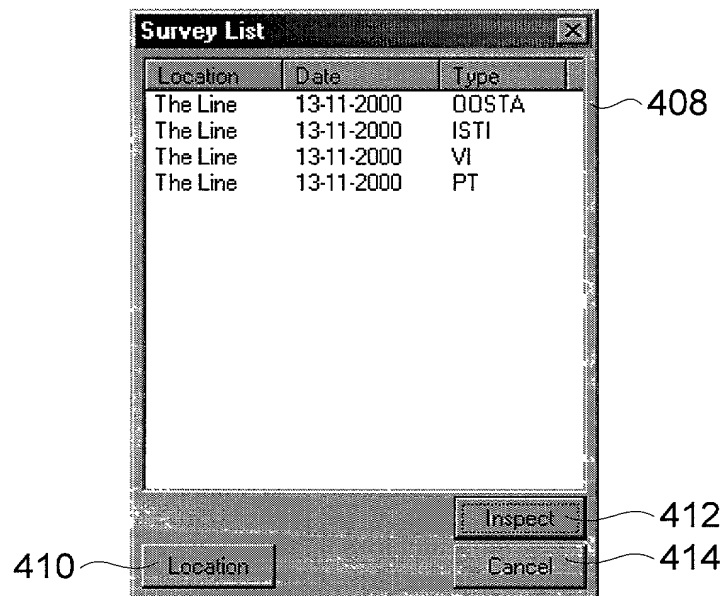 Survey List
Location Date Type
The Line 13-11-2000 OOSTA
408
The Line 13-11-2000 ISTI
The Line 13-11-2000 VI
The Line 13-11-2000 PT
Inspect 412
410 Location Cancel 414